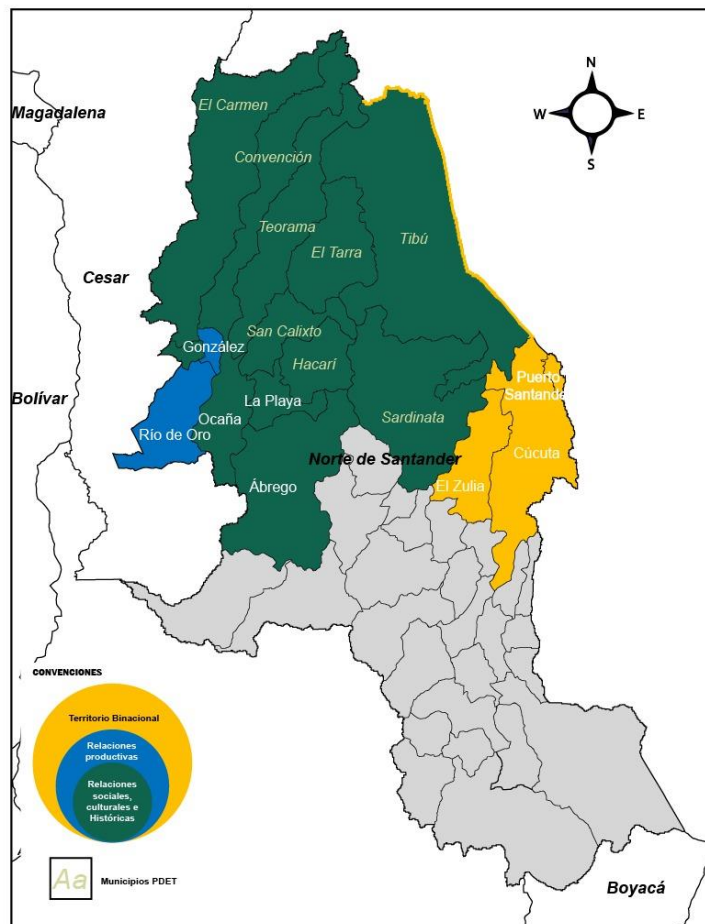 N
W
E
S
Magadalena
El Carmen
Convención
Teorama
El Tarra
Tibú
Cesar
San Calixto
González
Hacarí
Bolívar
La Playa
Puerto
Santande
Ocaña
Río de Oro
Sardinata
Cúcuta
Norte de Santander
Ábrego
El Zulia
CONVENCIONES
Territorio Binacional
Relaciones
productivas
Relaciones
sociales,
culturales e
Históricas
Aa
Municipios PDET
Boyacá